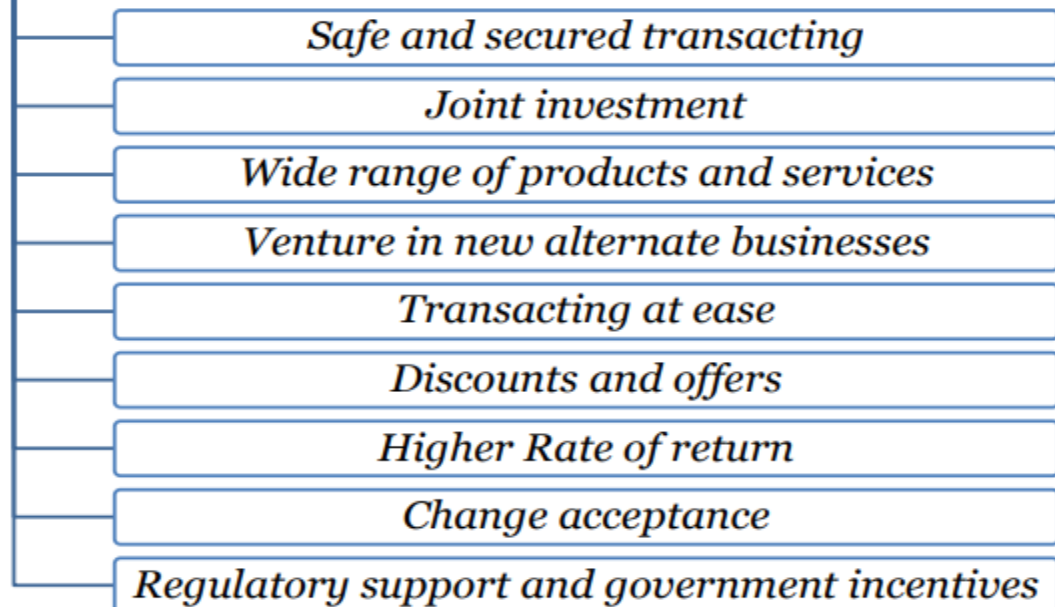 Safe and secured transacting
Joint investment
Wide range of products and services
Venture in new alternate businesses
Transacting at ease
Discounts and offers
Higher Rate of return
Change acceptance
Regulatory support and government incentives